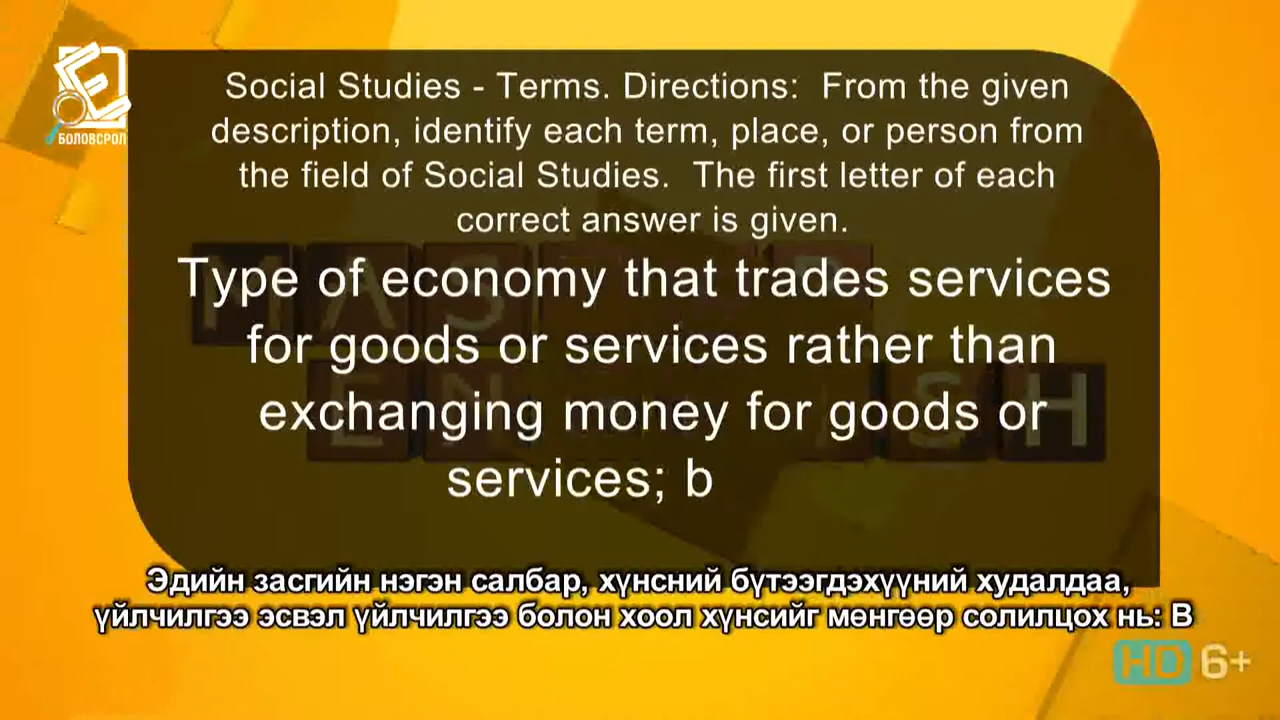 БОЛОВСРОЛ
Social Studies - Terms. Directions:  From the given
description, identify each term, place, or person from
the field of Social Studies.  The first letter of each
correct answer is given.
Type of economy that trades services
for goods or services rather than
exchanging money for goods or
services; b
Эдийн засгийн нэгэн салбар, хүнсний бүтээгдэхүүний худалдаа,
үйлчилгээ эсвэл үйлчилгээ болон хоол хүнсийг мөнгөөр солилцох нь: B
HD 6+